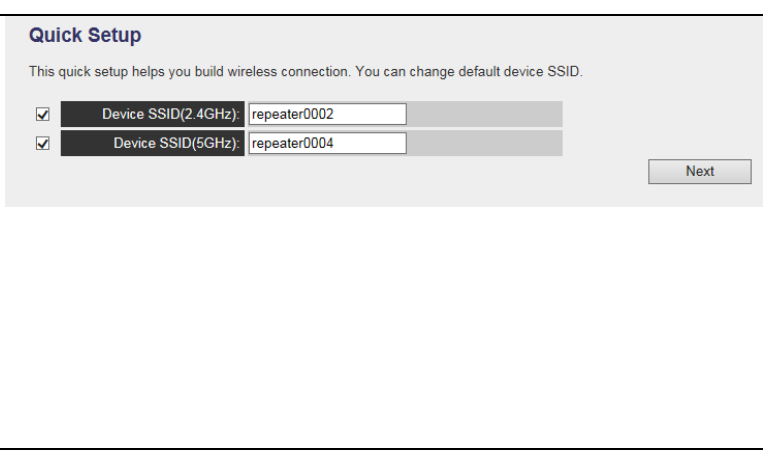 Quick Setup
This quick setup helps you build wireless connection. You can change default device SSID.
Device SSID(2.4GHz): repeater0002
Device SSID(5GHz): repeater0004
Next